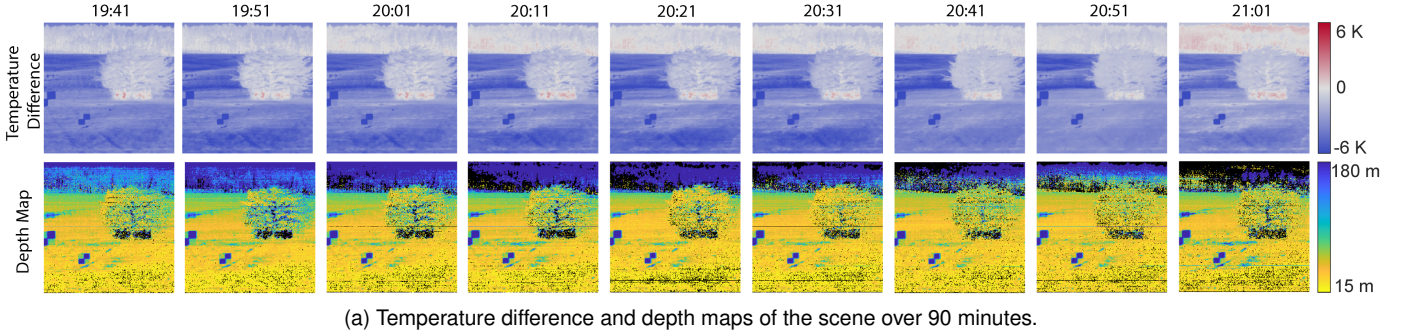 19:41 19:51 20:01 20:11 20:21 20:31 20:41 20:51 21:01
Temperature
Difference
6 K
0
-6 K
Depth Map
180 m
15 m
(a) Temperature difference and depth maps of the scene over 90 minutes.